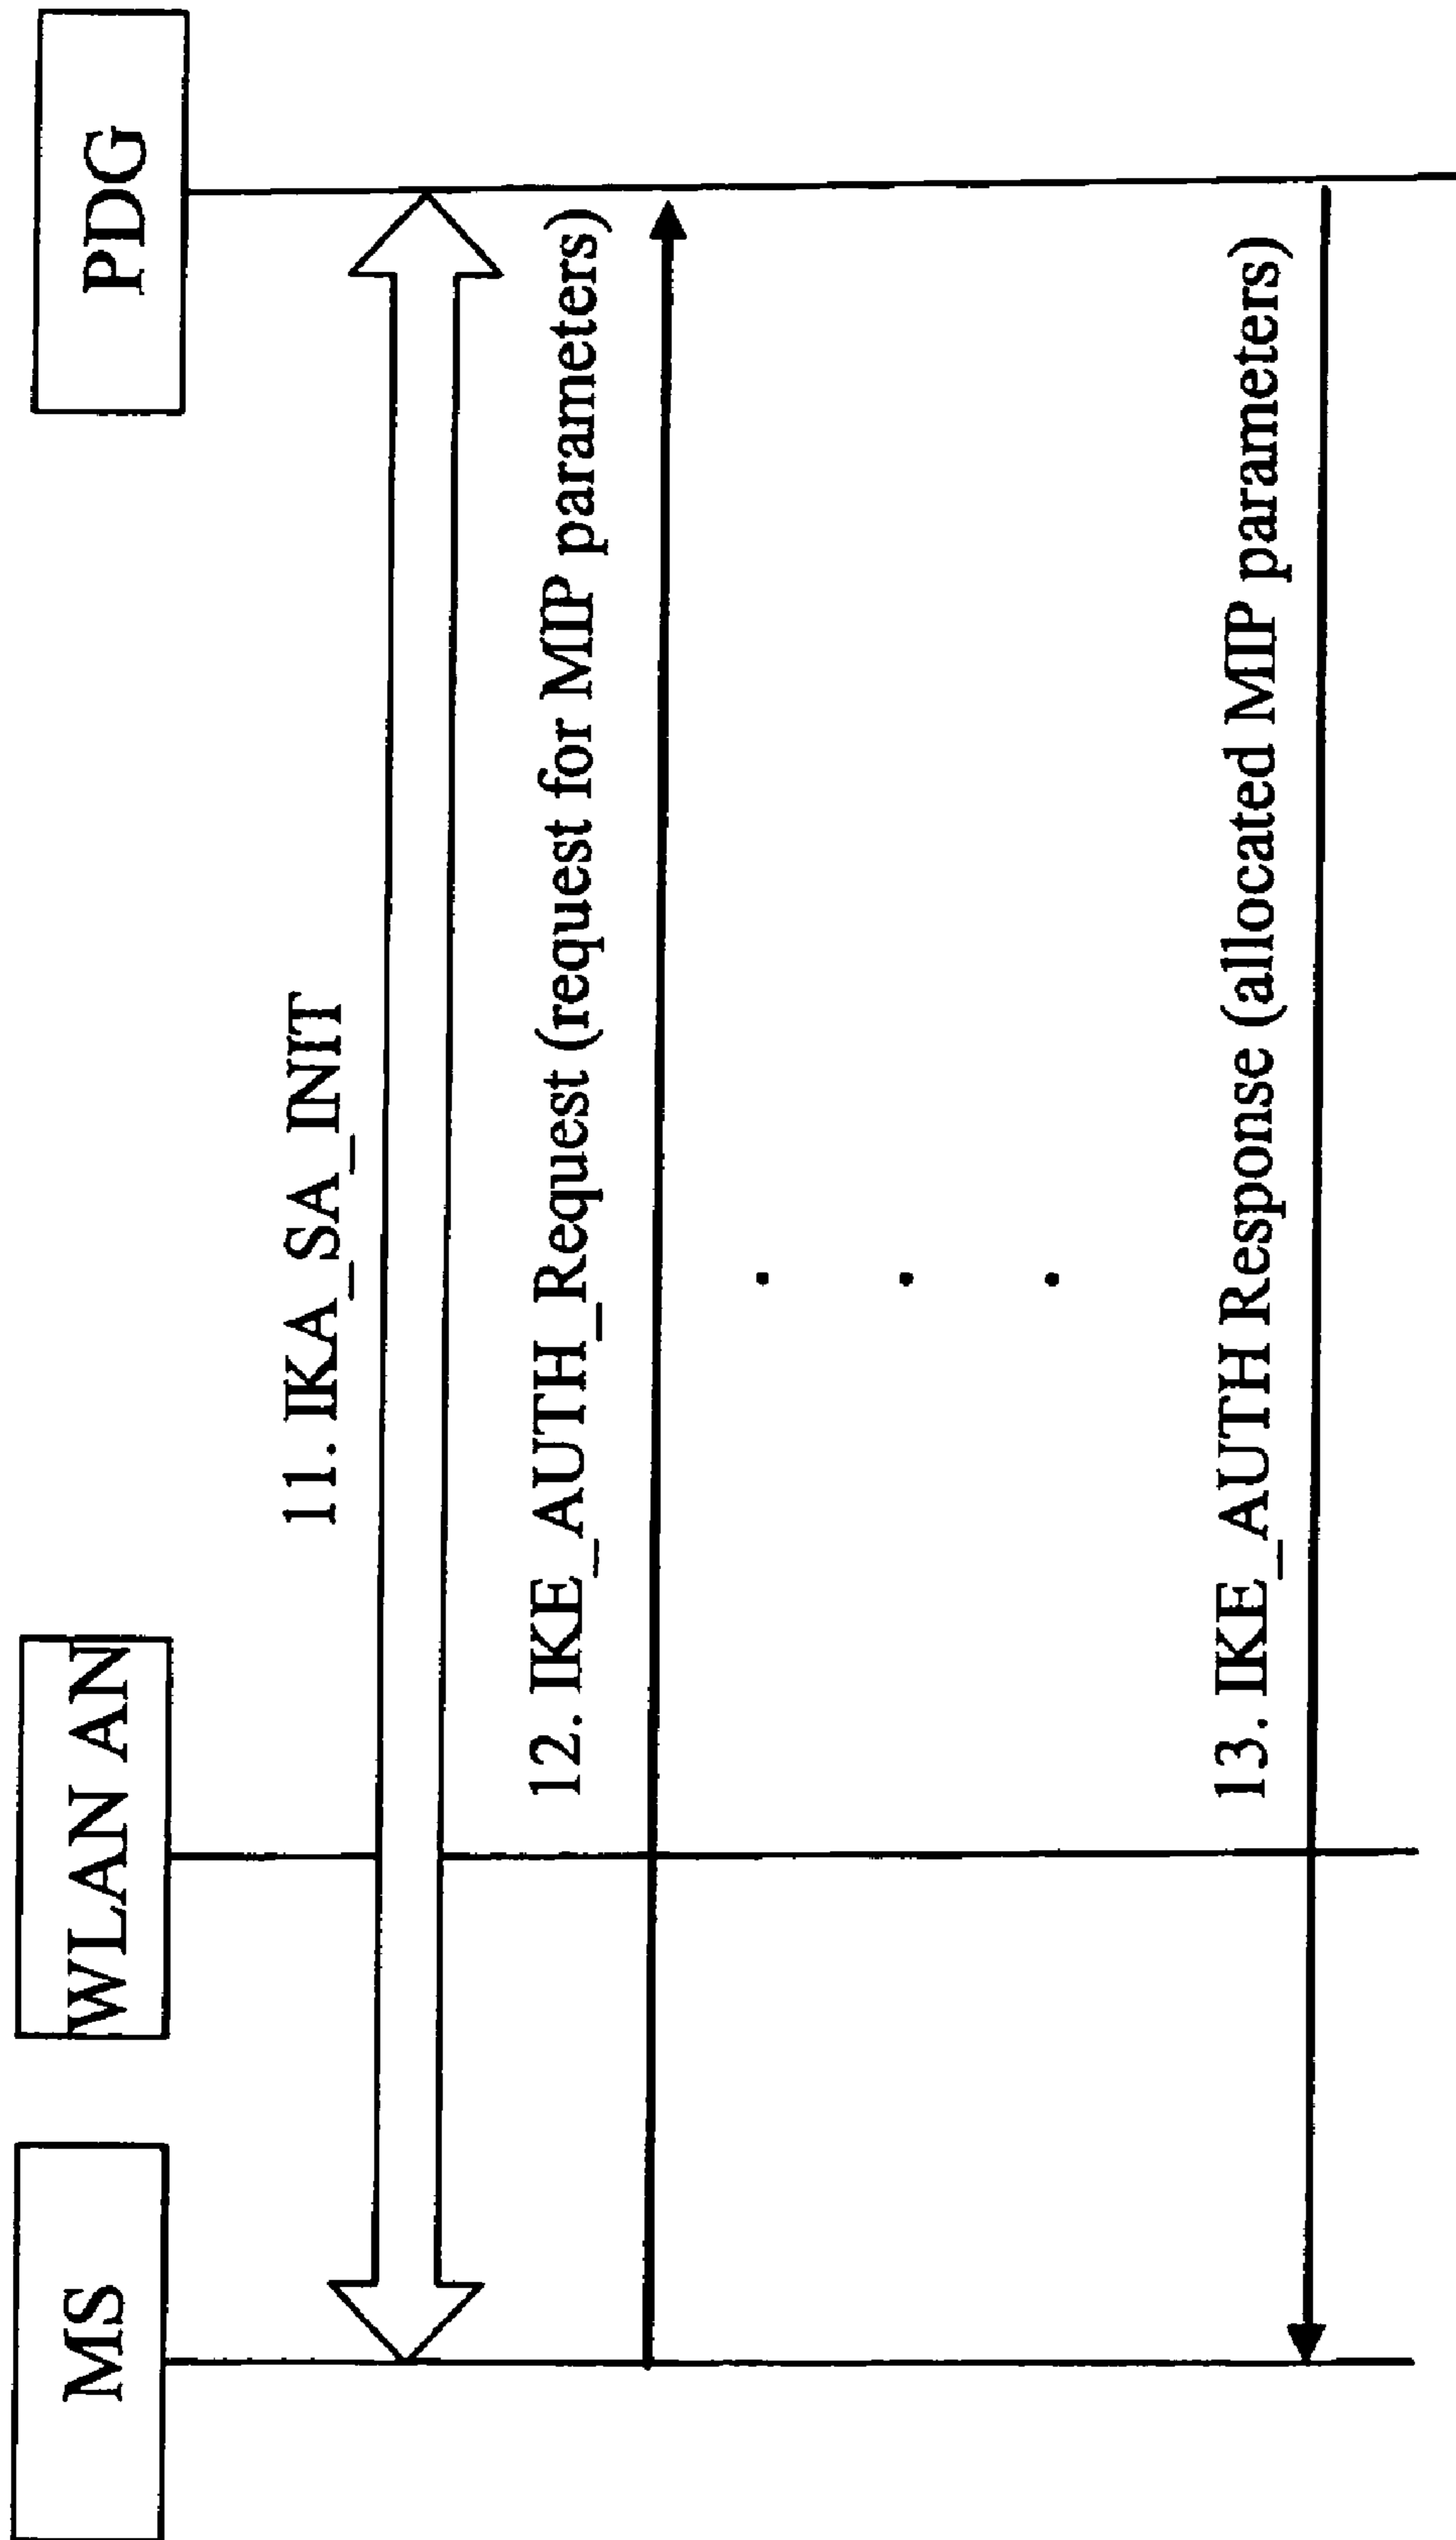 MS
WLAN AN
PDG
11. IKA_SA_INIT
12. IKE_AUTH_Request (request for MIP parameters)
13. IKE_AUTH Response (allocated MIP parameters)